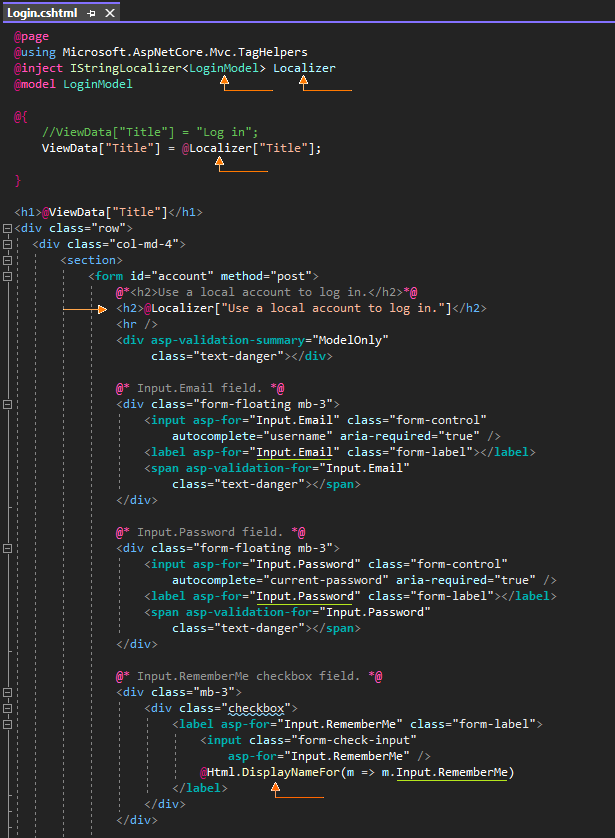 Login.cshtml
@page
@using Microsoft.AspNetCore.Mvc.TagHelpers
@inject IStringLocalizer<LoginModel> Localizer
@model LoginModel
@{
//ViewData["Title"] = "Log in";
ViewData["Title"] = @Localizer["Title"];
}
<h1>@ViewData["Title"]</h1>
<div class="row">
<div class="col-md-4">
<section>
<form id="account" method="post">
@*<h2>Use a local account to log in.</h2>*@
<h2>@Localizer["Use a local account to log in."]</h2>
<hr />
<div asp-validation-summary="ModelOnly"
class="text-danger"></div>
@* Input.Email field. *@
<div class="form-floating mb-3">
<input asp-for="Input.Email" class="form-control"
autocomplete="username" aria-required="true" />
<label asp-for="Input.Email" class="form-label"></label>
<span asp-validation-for="Input.Email"
class="text-danger"></span>
</div>
@* Input.Password field. *@
<div class="form-floating mb-3">
<input asp-for="Input.Password" class="form-control"
autocomplete="current-password" aria-required="true" />
<label asp-for="Input.Password" class="form-label"></label>
<span asp-validation-for="Input.Password"
class="text-danger"></span>
</div>
@* Input.RememberMe checkbox field. *@
<div class="mb-3">
<div class="checkbox">
<label asp-for="Input.RememberMe" class="form-label">
<input class="form-check-input"
asp-for="Input.RememberMe" />
@Html.DisplayNameFor(m => m.Input.RememberMe)
</label>
</div>
</div>